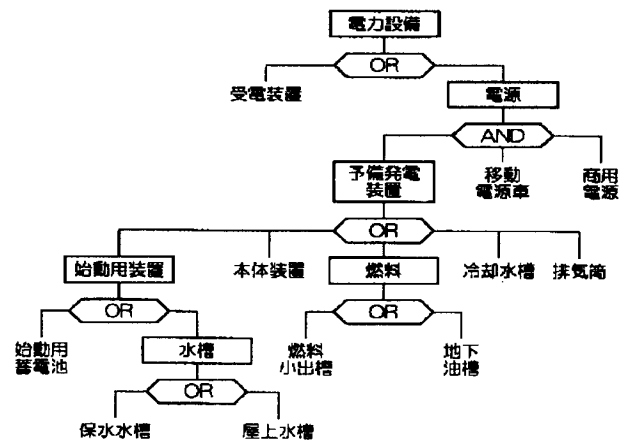 電力設備
OR
受電装置
電源
AND
予備発電
装置
移動
電源車
商用
電源
OR
始動用装置
本体装置
燃料
冷却水槽
排気筒
OR
OR
始動用
蓄電池
水槽
燃料
小出槽
地下
油槽
OR
保水水槽
屋上水槽